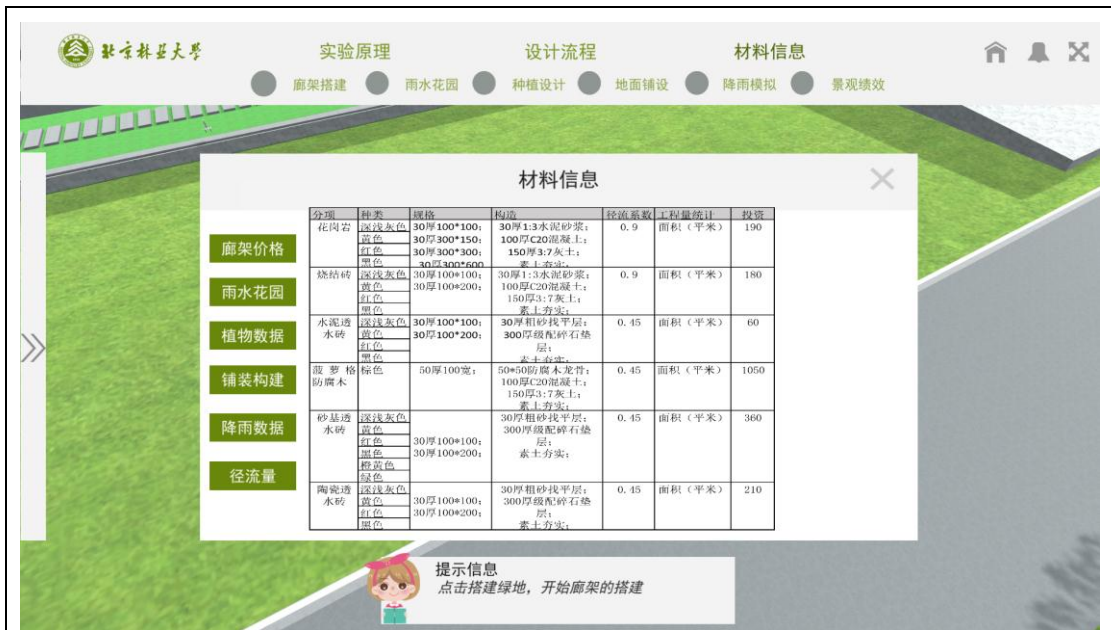 北京林业大学
实验原理 设计流程 材料信息
廊架搭建 雨水花园 种植设计 地面铺设 降雨模拟 景观绩效
材料信息
廊架价格
雨水花园
植物数据
铺装构建
降雨数据
径流量
分项 种类 规格 构造 径流系数 工程量统计 投资
花岗岩 深浅灰色 30厚100*100; 30厚1:3水泥砂浆; 0.9 面积（平米） 190
黄色 30厚300*150; 100厚C20混凝土;
红色 30厚300*300; 150厚3:7灰土;
黑色 30厚300*600 素土夯实;
烧结砖 深浅灰色 30厚100*100; 30厚1:3水泥砂浆; 0.9 面积（平米） 180
黄色 30厚100*200; 100厚C20混凝土;
红色 150厚3:7灰土;
黑色 素土夯实;
水泥透 深浅灰色 30厚100*100; 30厚粗砂找平层; 0.45 面积（平米） 60
水砖 黄色 30厚100*200; 300厚级配碎石垫
红色 层;
黑色 素土夯实;
菠萝格 棕色 50厚100宽; 50*50防腐木龙骨; 0.45 面积（平米） 1050
防腐木 100厚C20混凝土;
150厚3:7灰土;
素土夯实;
砂基透 深浅灰色 30厚粗砂找平层; 0.45 面积（平米） 360
水砖 黄色 300厚级配碎石垫
红色 30厚100*100; 层;
黑色 30厚100*200; 素土夯实;
橙黄色
绿色
陶瓷透 深浅灰色 30厚粗砂找平层; 0.45 面积（平米） 210
水砖 黄色 30厚100*100; 300厚级配碎石垫
红色 30厚100*200; 层;
黑色 素土夯实;
提示信息
点击搭建绿地，开始廊架的搭建